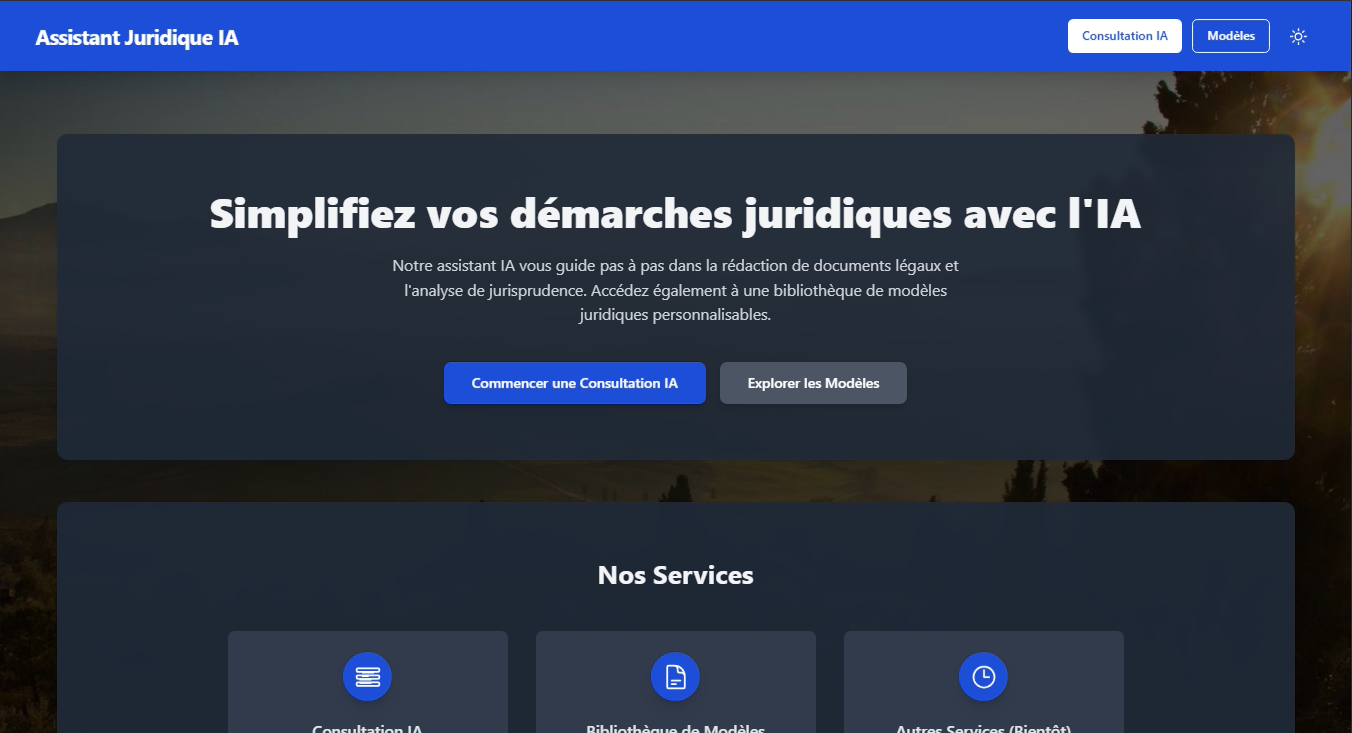 Assistant Juridique IA
Consultation IA
Modèles
Simplifiez vos démarches juridiques avec l'IA
Notre assistant IA vous guide pas à pas dans la rédaction de documents légaux et
l'analyse de jurisprudence. Accédez également à une bibliothèque de modèles
juridiques personnalisables.
Commencer une Consultation IA
Explorer les Modèles
Nos Services
Consultation IA
Bibliothèque de Modèles
Autres Services (Bientôt)